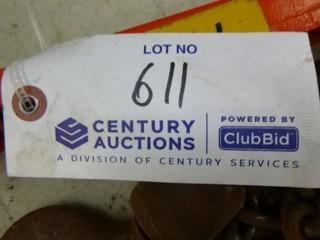 LOT NO
611
CENTURY AUCTIONS
POWERED BY
ClubBid
A DIVISION OF CENTURY SERVICES